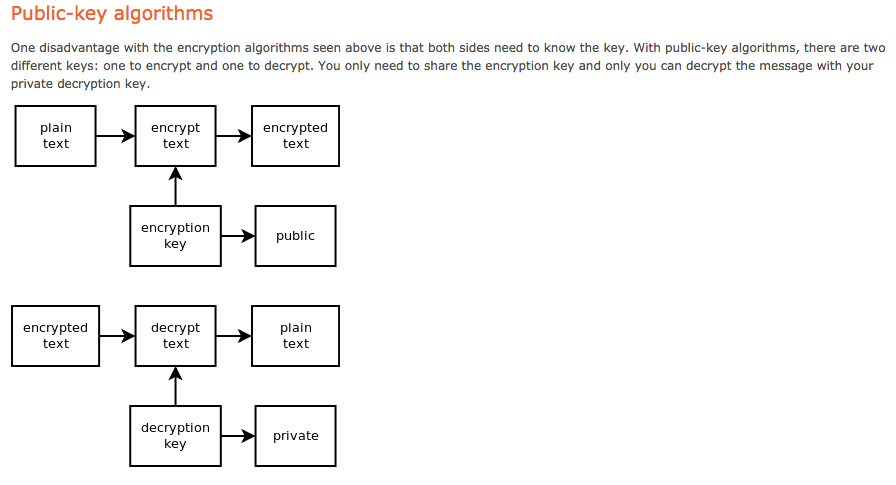 Public-key algorithms
One disadvantage with the encryption algorithms seen above is that both sides need to know the key. With public-key algorithms, there are two
different keys: one to encrypt and one to decrypt. You only need to share the encryption key and only you can decrypt the message with your
private decryption key.
plain
text
encrypt
text
encrypted
text
encryption
key
public
encrypted
text
decrypt
text
plain
text
decryption
key
private